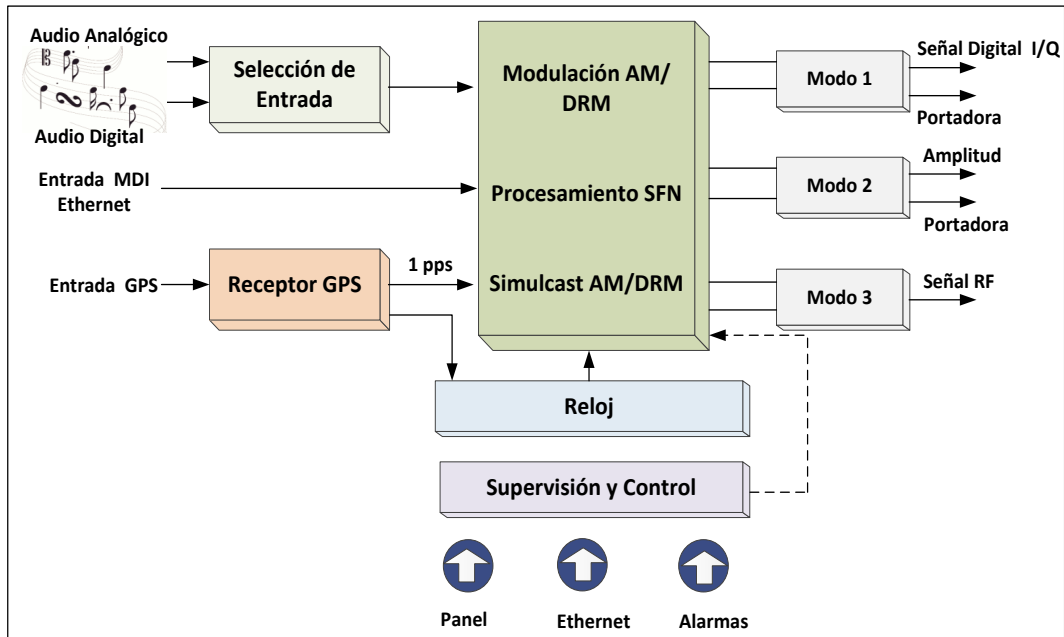 Audio Analógico
Audio Digital
Selección de
Entrada
Entrada MDI
Ethernet
Entrada GPS
Receptor GPS
1 pps
Modulación AM/
DRM
Procesamiento SFN
Simulcast AM/DRM
Modo 1
Señal Digital I/Q
Portadora
Modo 2
Amplitud
Portadora
Modo 3
Señal RF
Reloj
Supervisión y Control
Panel
Ethernet
Alarmas